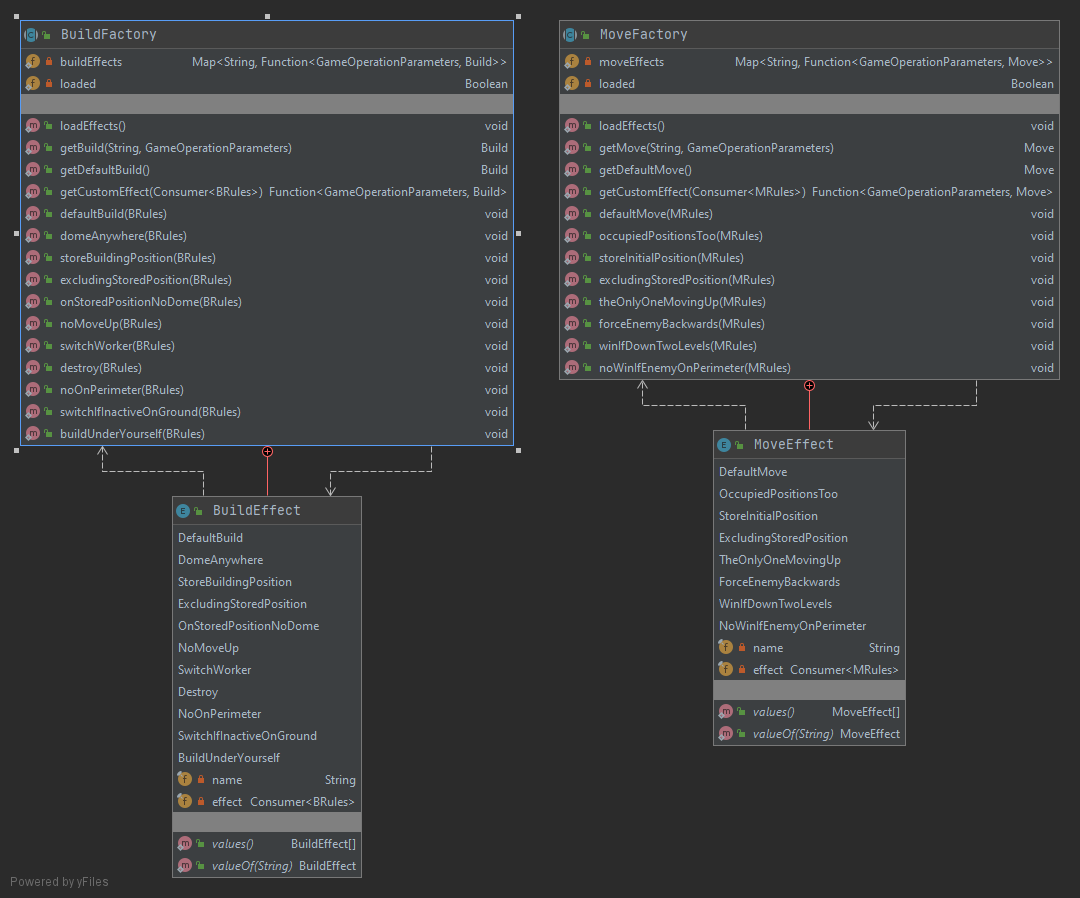 BuildFactory
buildEffects Map<String, Function<GameOperationParameters, Build>>
loaded Boolean
loadEffects() void
getBuild(String, GameOperationParameters) Build
getDefaultBuild() Build
getCustomEffect(Consumer<BRules>) Function<GameOperationParameters, Build>
defaultBuild(BRules) void
domeAnywhere(BRules) void
storeBuildingPosition(BRules) void
excludingStoredPosition(BRules) void
onStoredPositionNoDome(BRules) void
noMoveUp(BRules) void
switchWorker(BRules) void
destroy(BRules) void
noOnPerimeter(BRules) void
switchIfInactiveOnGround(BRules) void
buildUnderYourself(BRules) void
MoveFactory
moveEffects Map<String, Function<GameOperationParameters, Move>>
loaded Boolean
loadEffects() void
getMove(String, GameOperationParameters) Move
getDefaultMove() Move
getCustomEffect(Consumer<MRules>) Function<GameOperationParameters, Move>
defaultMove(MRules) void
occupiedPositionsToo(MRules) void
storeInitialPosition(MRules) void
excludingStoredPosition(MRules) void
theOnlyOneMovingUp(MRules) void
forceEnemyBackwards(MRules) void
winIfDownTwoLevels(MRules) void
noWinIfEnemyOnPerimeter(MRules) void
BuildEffect
DefaultBuild
DomeAnywhere
StoreBuildingPosition
ExcludingStoredPosition
OnStoredPositionNoDome
NoMoveUp
SwitchWorker
Destroy
NoOnPerimeter
SwitchIfInactiveOnGround
BuildUnderYourself
name String
effect Consumer<BRules>
values() BuildEffect[]
valueOf(String) BuildEffect
MoveEffect
DefaultMove
OccupiedPositionsToo
StoreInitialPosition
ExcludingStoredPosition
TheOnlyOneMovingUp
ForceEnemyBackwards
WinIfDownTwoLevels
NoWinIfEnemyOnPerimeter
name String
effect Consumer<MRules>
values() MoveEffect[]
valueOf(String) MoveEffect
Powered by yFiles